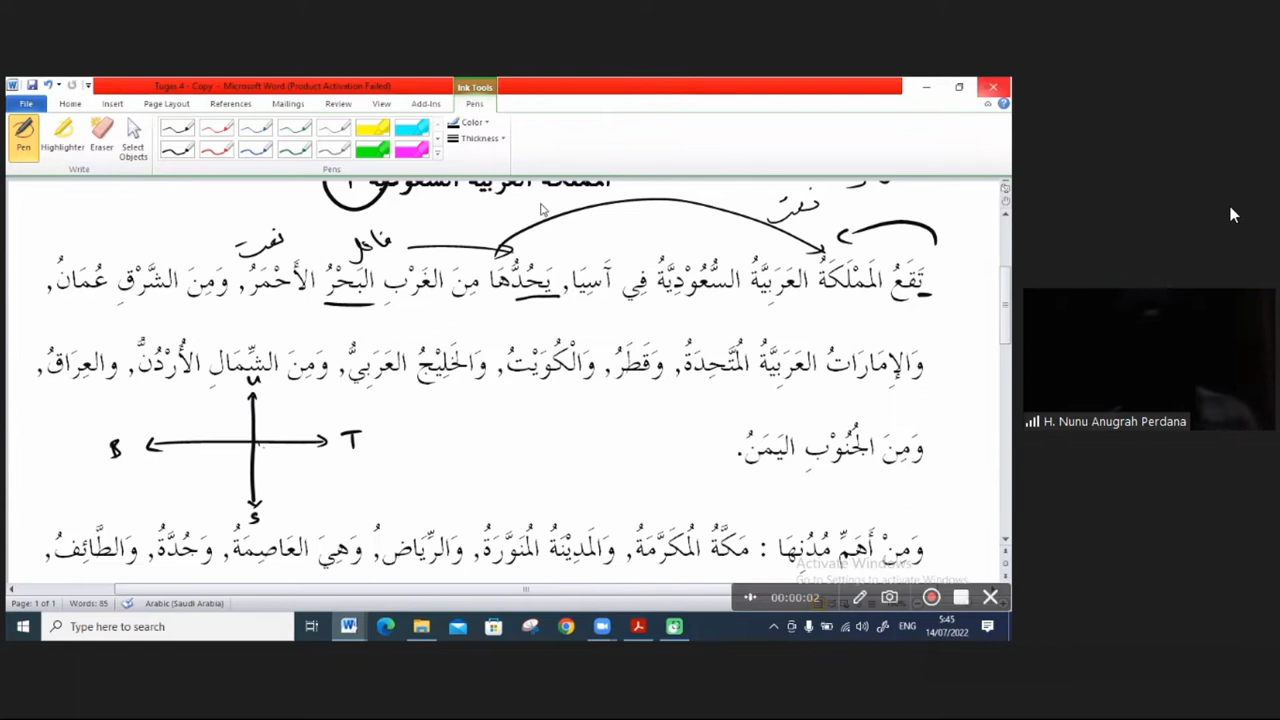 Tugas 4 - Copy - Microsoft Word (Product Activation Failed)
Ink Tools
File Home Insert Page Layout References Mailings Review View Add-Ins Pens
Pen Highlighter Eraser Select Objects
Color
Thickness
Write
Pens
المملكة العربية السعودية
نعت
نعت
فاعل
تَقَعُ المَمْلَكَةُ العَرَبِيَّةُ السُّعُوْدِيَّةُ فِي آسِيَا, يَحُدُّهَا مِنَ الغَرْبِ البَحْرُ الأَحْمَرُ, وَمِنَ الشَّرْقِ عُمَانُ,
وَالإِمَارَاتُ العَرَبِيَّةُ المُتَّحِدَةُ, وَقَطَرُ, وَالْكُوَيْتُ, وَالخَلِيْجُ العَرَبِيُّ, وَمِنَ الشِّمَالِ الأُرْدُنُّ, والعِرَاقُ,
U
B T
S
وَمِنَ الجُنُوْبِ اليَمَنُ.
وَمِنْ أَهَمِّ مُدُنِهَا : مَكَّةُ المُكَرَّمَةُ, وَالمَدِيْنَةُ المُنَوَّرَةُ, وَالرِّيَاضُ, وَهِيَ العَاصِمَةُ, وَجُدَّةُ, وَالطَّائِفُ,
Activate Windows
Go to Settings to activate Windows.
H. Nunu Anugrah Perdana
00:00:02
Page: 1 of 1 Words: 85 Arabic (Saudi Arabia)
Type here to search
ENG
5:45
14/07/2022